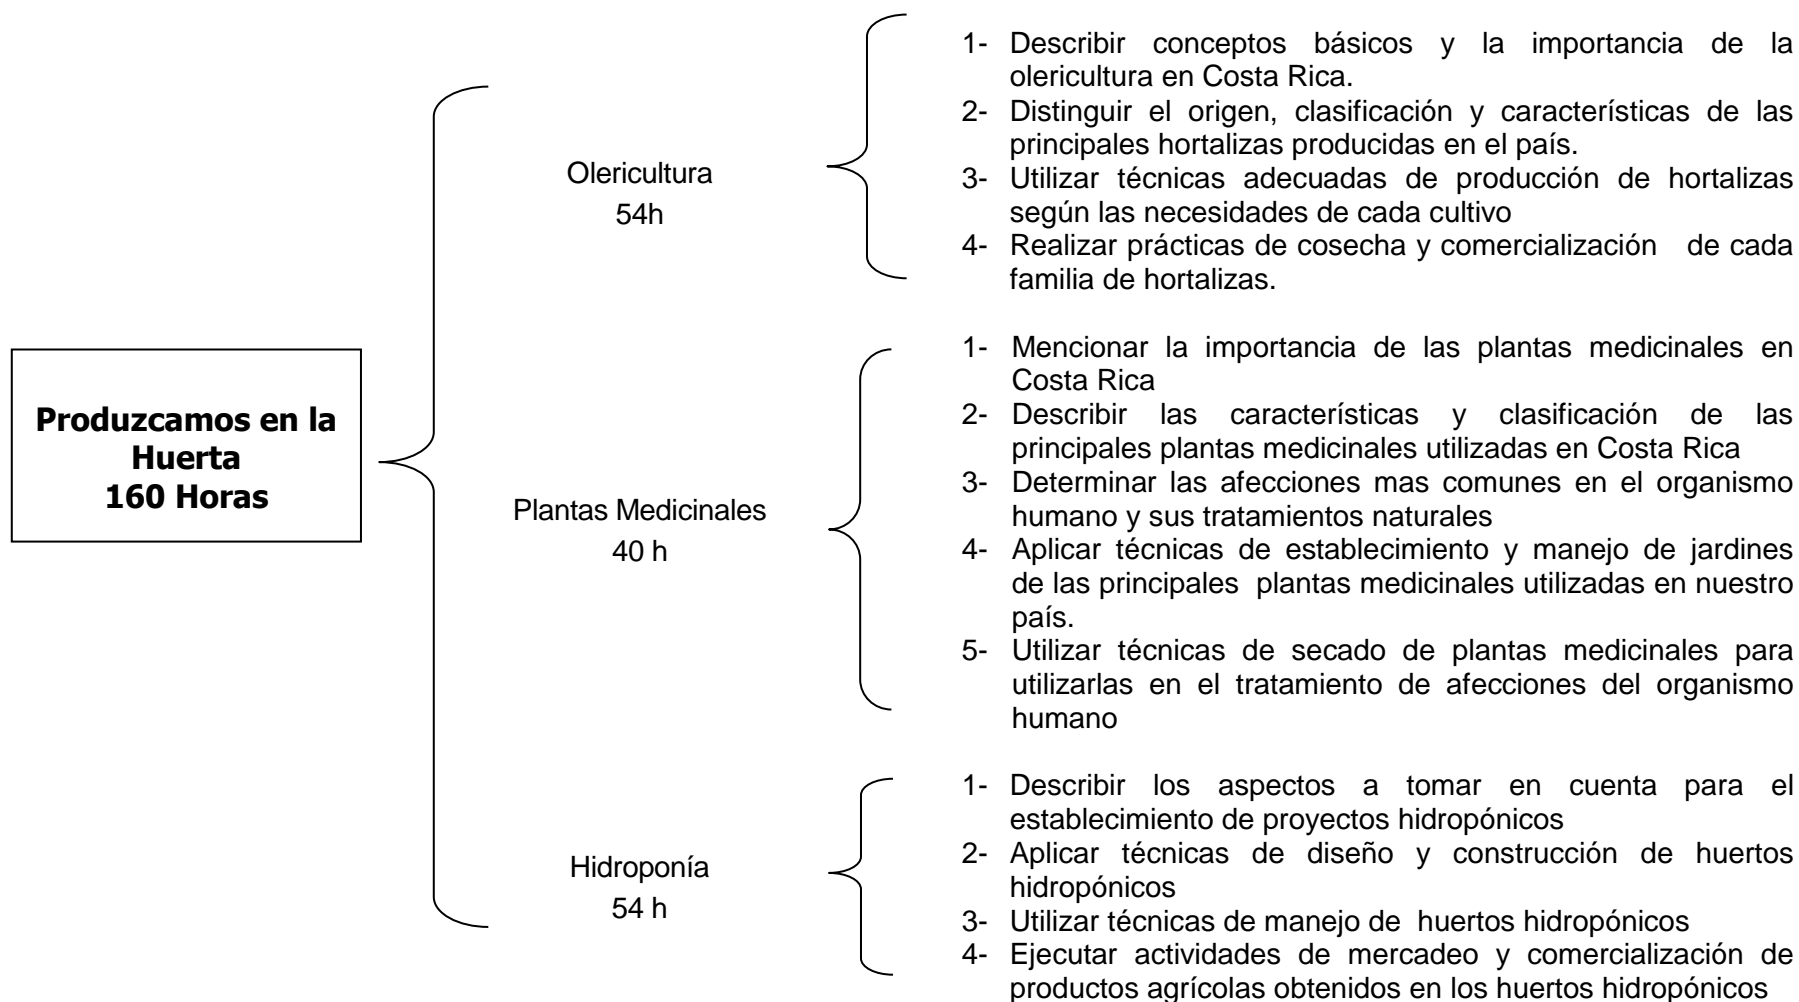 Produzcamos en la
Huerta
160 Horas
Olericultura
54h
1- Describir conceptos básicos y la importancia de la
olericultura en Costa Rica.
2- Distinguir el origen, clasificación y características de las
principales hortalizas producidas en el país.
3- Utilizar técnicas adecuadas de producción de hortalizas
según las necesidades de cada cultivo
4- Realizar prácticas de cosecha y comercialización de cada
familia de hortalizas.
Plantas Medicinales
40 h
1- Mencionar la importancia de las plantas medicinales en
Costa Rica
2- Describir las características y clasificación de las
principales plantas medicinales utilizadas en Costa Rica
3- Determinar las afecciones mas comunes en el organismo
humano y sus tratamientos naturales
4- Aplicar técnicas de establecimiento y manejo de jardines
de las principales plantas medicinales utilizadas en nuestro
país.
5- Utilizar técnicas de secado de plantas medicinales para
utilizarlas en el tratamiento de afecciones del organismo
humano
Hidroponía
54 h
1- Describir los aspectos a tomar en cuenta para el
establecimiento de proyectos hidropónicos
2- Aplicar técnicas de diseño y construcción de huertos
hidropónicos
3- Utilizar técnicas de manejo de huertos hidropónicos
4- Ejecutar actividades de mercadeo y comercialización de
productos agrícolas obtenidos en los huertos hidropónicos